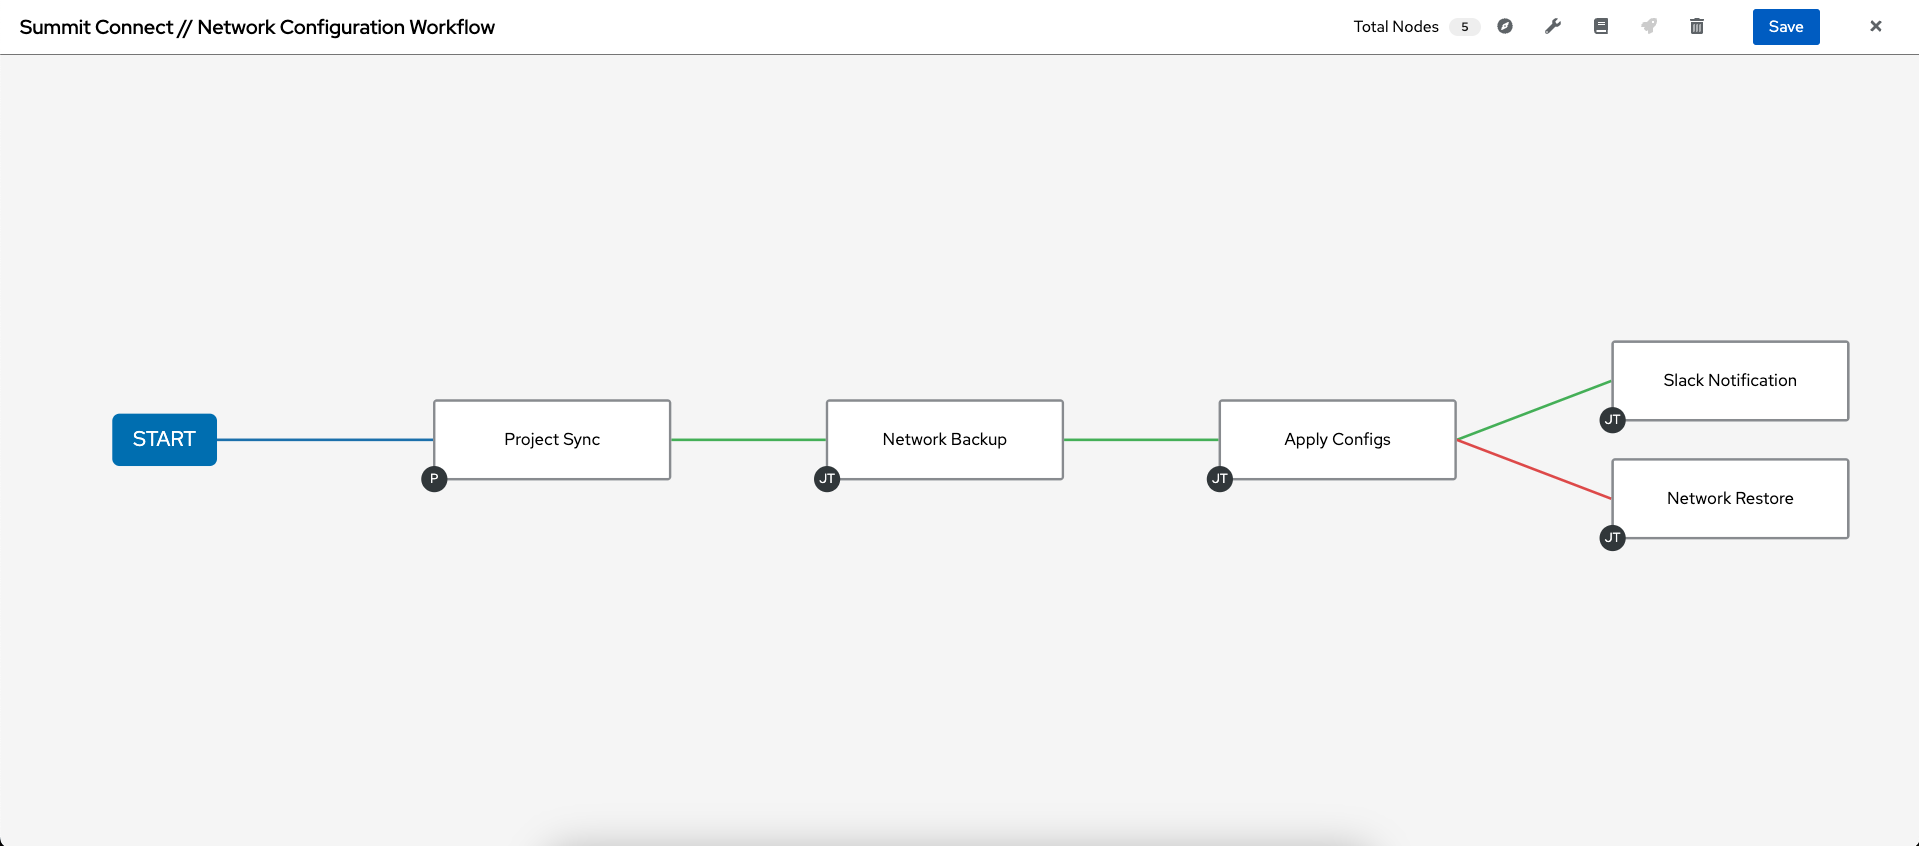 Summit Connect // Network Configuration Workflow
Total Nodes 5
Save
START
Project Sync
P
Network Backup
JT
Apply Configs
JT
Slack Notification
JT
Network Restore
JT